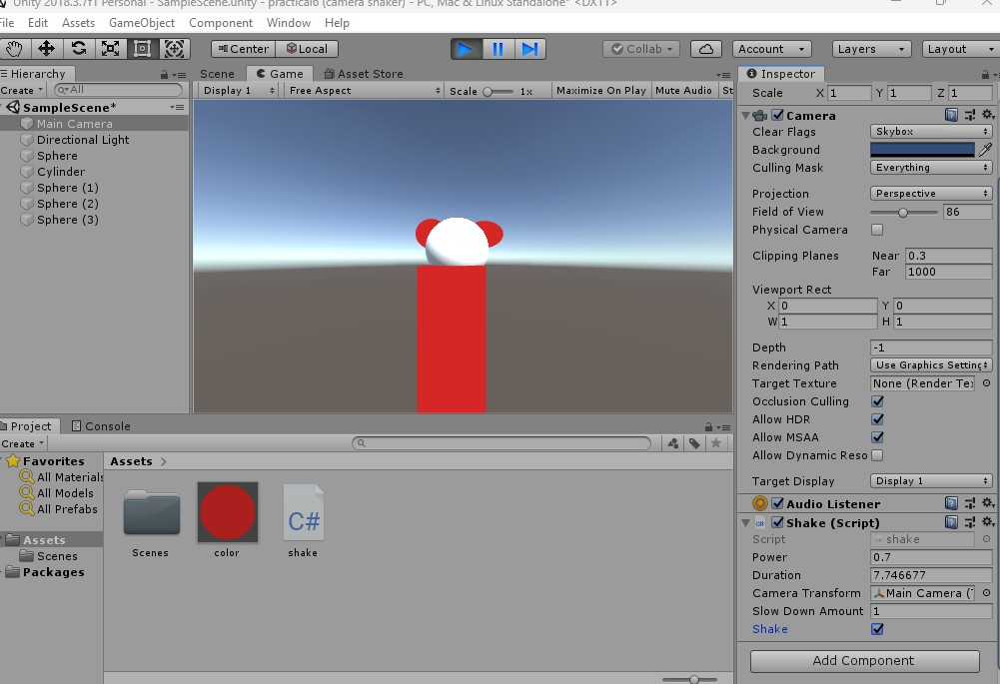 Unity 2018.3.7f1 Personal - SampleScene.unity - practical6 (camera shaker) - PC, Mac & Linux Standalone* <DX11>
File Edit Assets GameObject Component Window Help
Center Local Collab Account Layers Layout
Hierarchy
Create All
SampleScene*
Main Camera
Directional Light
Sphere
Cylinder
Sphere (1)
Sphere (2)
Sphere (3)
Scene Game Asset Store
Display 1 Free Aspect Scale 1x Maximize On Play Mute Audio St
Inspector
Scale X 1 Y 1 Z 1
Camera
Clear Flags Skybox
Background
Culling Mask Everything
Projection Perspective
Field of View 86
Physical Camera
Clipping Planes Near 0.3
Far 1000
Viewport Rect
X 0 Y 0
W 1 H 1
Depth -1
Rendering Path Use Graphics Setting
Target Texture None (Render Te
Occlusion Culling
Allow HDR
Allow MSAA
Allow Dynamic Reso
Target Display Display 1
Audio Listener
Shake (Script)
Script shake
Power 0.7
Duration 7.746677
Camera Transform Main Camera (
Slow Down Amount 1
Shake
Add Component
Project Console
Create
Favorites
All Materials
All Models
All Prefabs
Assets
Scenes
Packages
Assets
C#
Scenes color shake